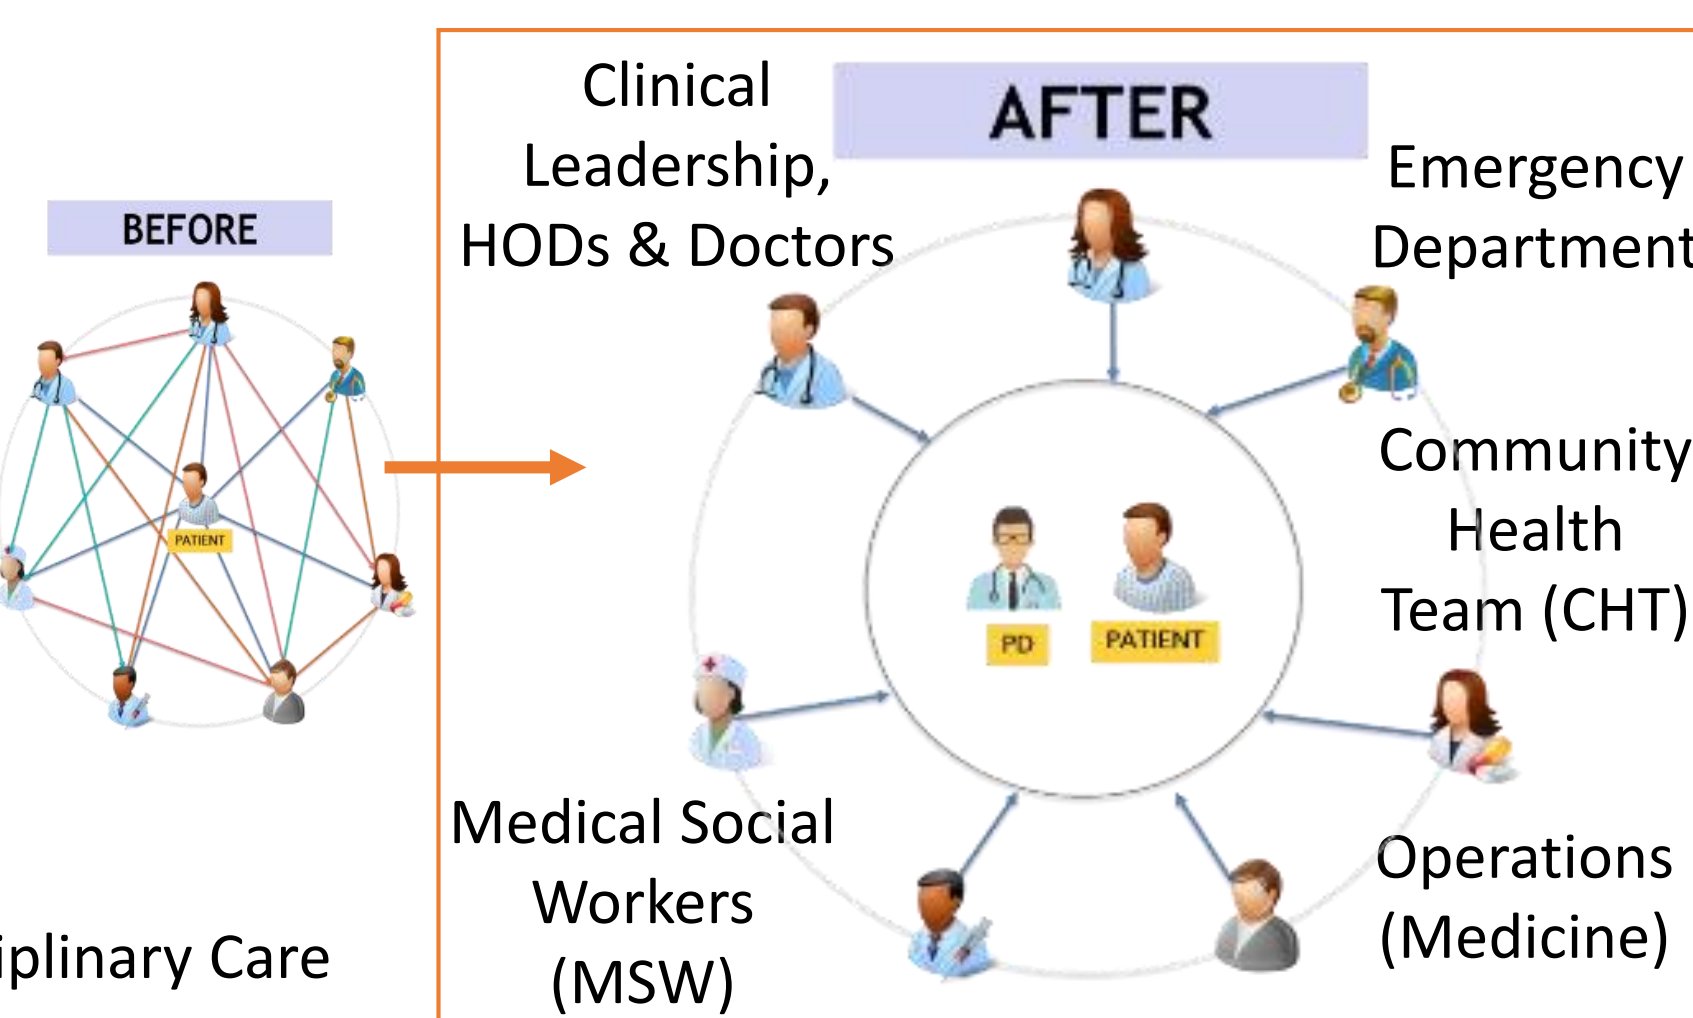 BEFORE
PATIENT
iplinary Care
Clinical
Leadership,
HODs & Doctors
AFTER
Emergency
Department
Community
Health
Team (CHT)
PD
PATIENT
Medical Social
Workers
(MSW)
Operations
(Medicine)